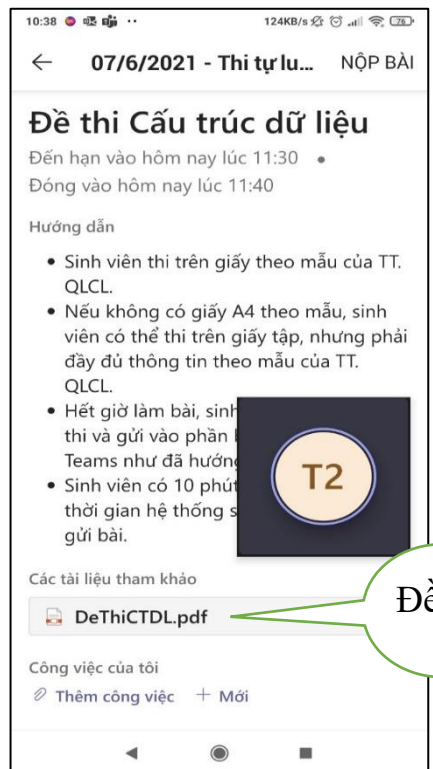 10:38 124KB/s 76
07/6/2021 - Thi tự lu... NỘP BÀI
Đề thi Cấu trúc dữ liệu
Đến hạn vào hôm nay lúc 11:30 •
Đóng vào hôm nay lúc 11:40
Hướng dẫn
• Sinh viên thi trên giấy theo mẫu của TT.
QLCL.
• Nếu không có giấy A4 theo mẫu, sinh
viên có thể thi trên giấy tập, nhưng phải
đầy đủ thông tin theo mẫu của TT.
QLCL.
• Hết giờ làm bài, sinh
thi và gửi vào phần
Teams như đã hướng
• Sinh viên có 10 phút
thời gian hệ thống
gửi bài.
T2
Các tài liệu tham khảo
DeThiCTDL.pdf
Đề
Công việc của tôi
Thêm công việc + Mới